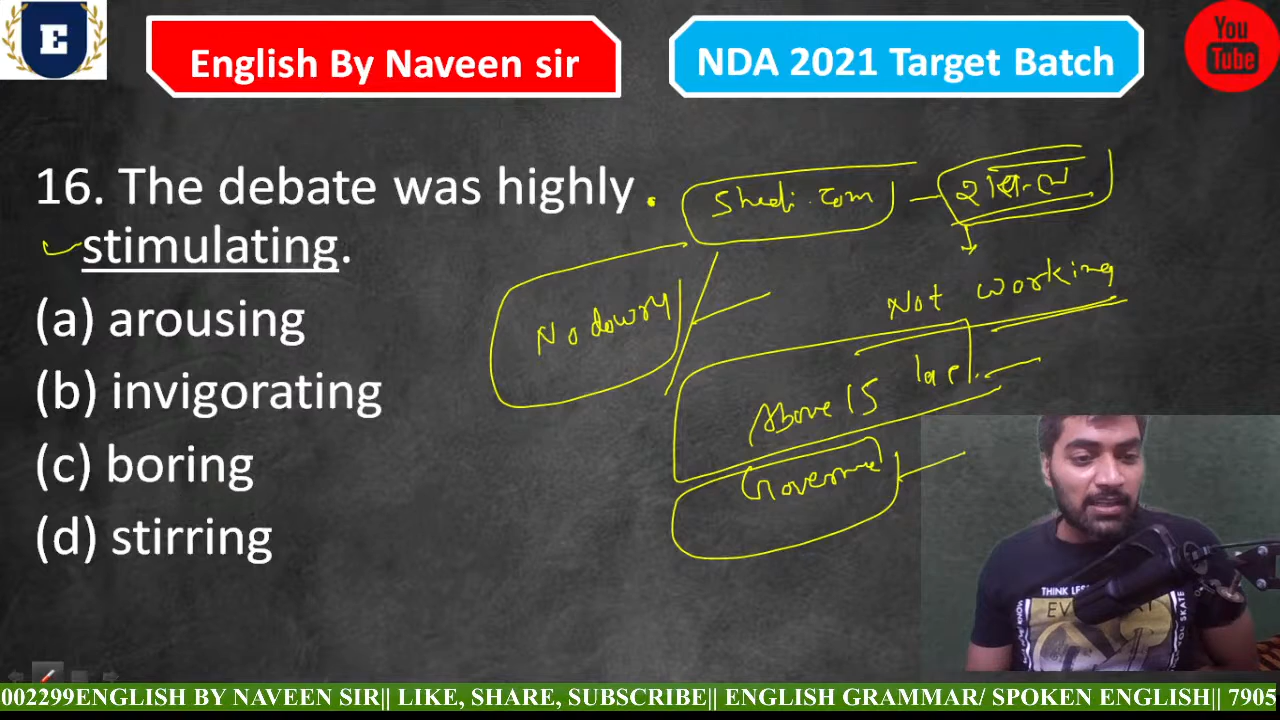 E
English By Naveen sir
NDA 2021 Target Batch
You
Tube
16. The debate was highly
stimulating.
(a) arousing
(b) invigorating
(c) boring
(d) stirring
Shadi.com
No dowry
Not working
Above 15
Governme
THINK LES
002299ENGLISH BY NAVEEN SIR|| LIKE, SHARE, SUBSCRIBE|| ENGLISH GRAMMAR/ SPOKEN ENGLISH|| 7905